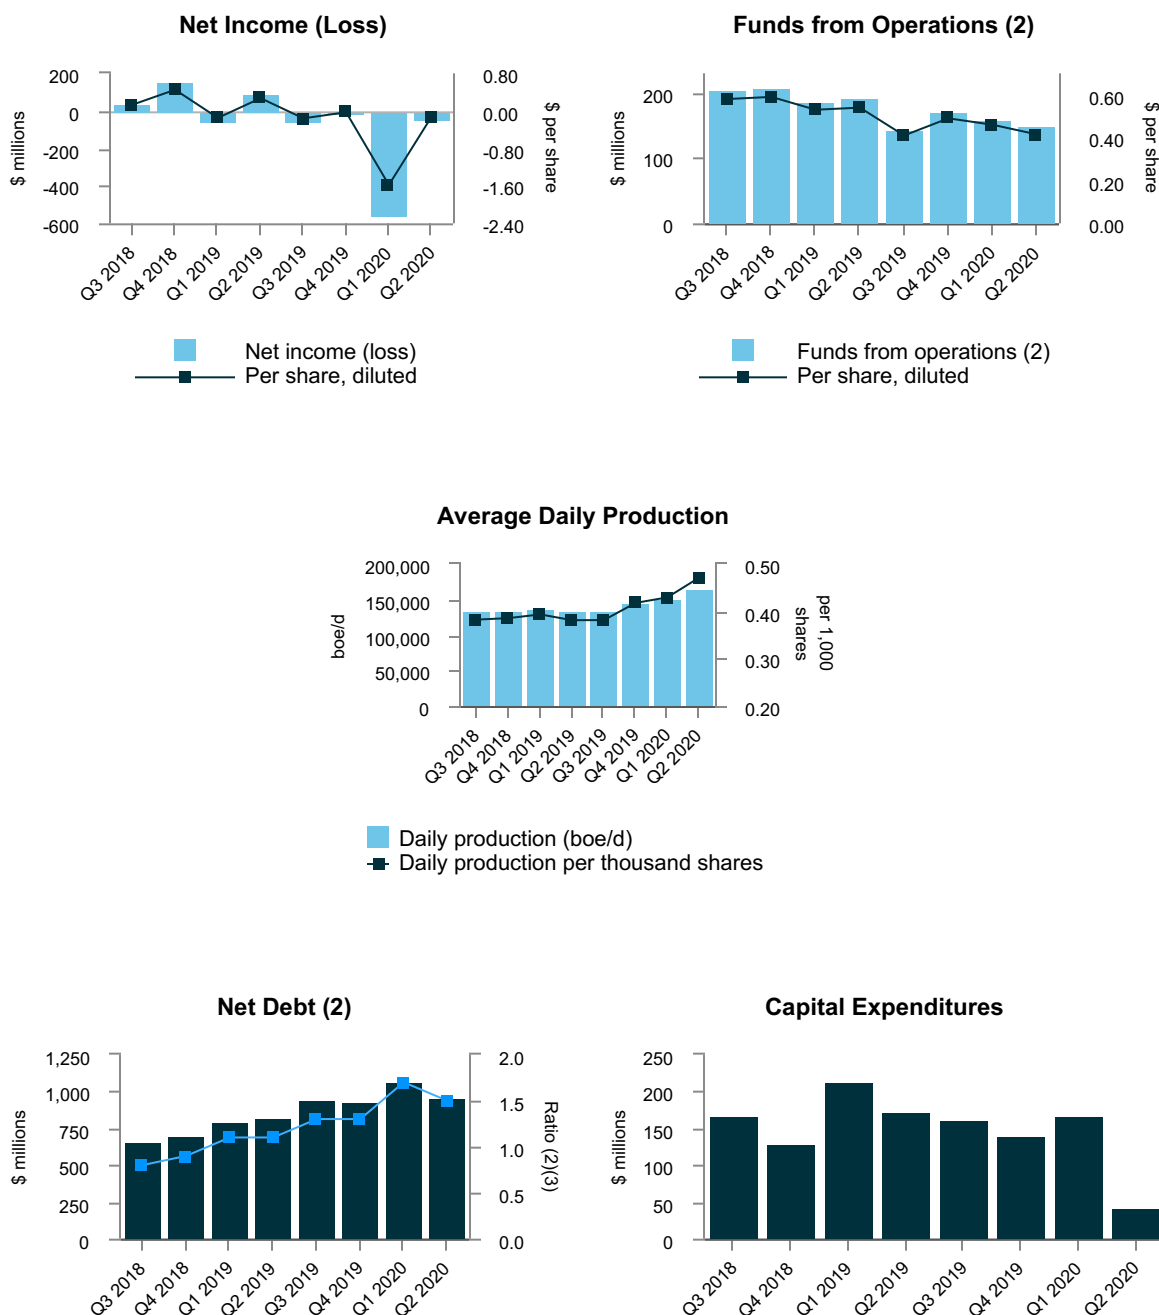 Net Income (Loss)
200
0
-200
-400
-600
$ millions
0.80
0.00
-0.80
-1.60
-2.40
$ per share
Q3 2018
Q4 2018
Q1 2019
Q2 2019
Q3 2019
Q4 2019
Q1 2020
Q2 2020
Net income (loss)
Per share, diluted
Funds from Operations (2)
200
100
0
$ millions
0.60
0.40
0.20
0.00
$ per share
Q3 2018
Q4 2018
Q1 2019
Q2 2019
Q3 2019
Q4 2019
Q1 2020
Q2 2020
Funds from operations (2)
Per share, diluted
Average Daily Production
200,000
150,000
100,000
50,000
0
boe/d
0.50
0.40
0.30
0.20
per 1,000
shares
Q3 2018
Q4 2018
Q1 2019
Q2 2019
Q3 2019
Q4 2019
Q1 2020
Q2 2020
Daily production (boe/d)
Daily production per thousand shares
Net Debt (2)
1,250
1,000
750
500
250
0
$ millions
2.0
1.5
1.0
0.5
0.0
Ratio (2)(3)
Q3 2018
Q4 2018
Q1 2019
Q2 2019
Q3 2019
Q4 2019
Q1 2020
Q2 2020
Capital Expenditures
250
200
150
100
50
0
$ millions
Q3 2018
Q4 2018
Q1 2019
Q2 2019
Q3 2019
Q4 2019
Q1 2020
Q2 2020